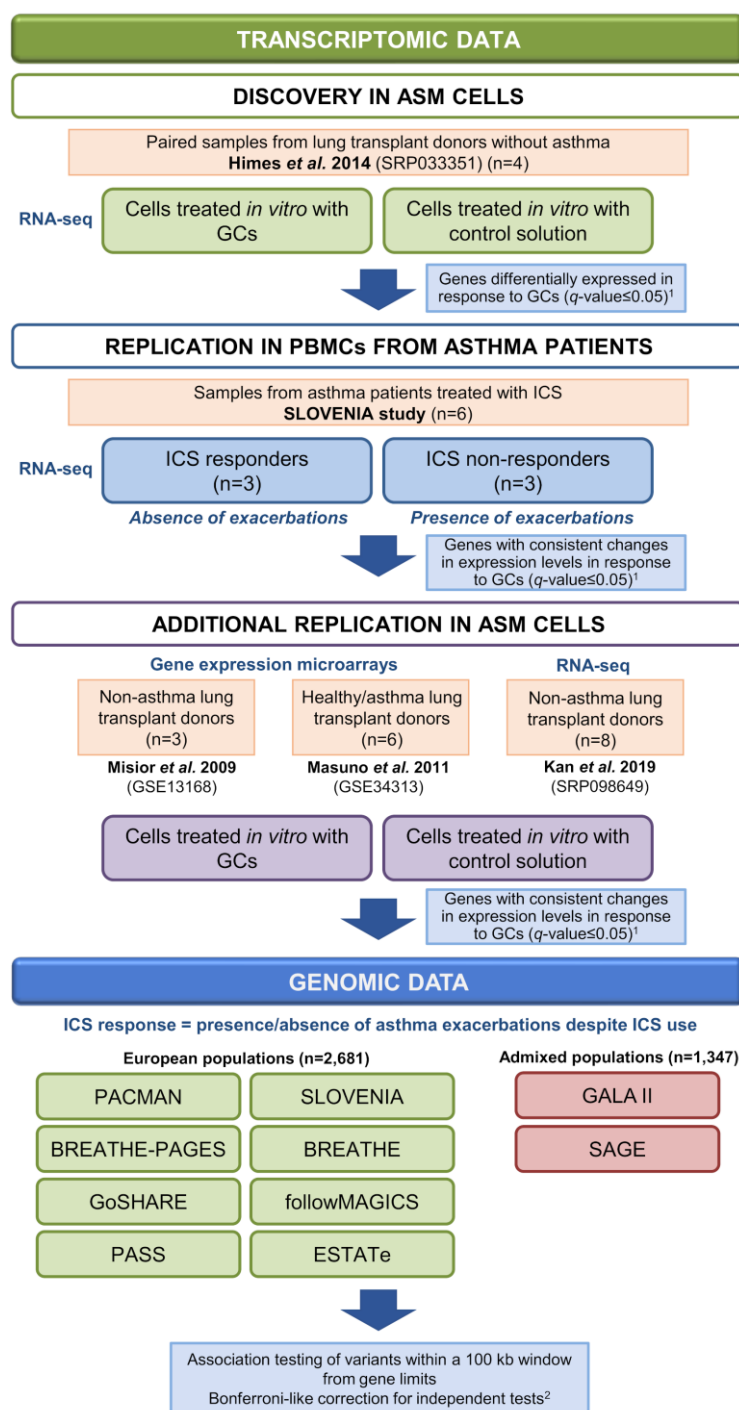 TRANSCRIPTOMIC DATA
DISCOVERY IN ASM CELLS
Paired samples from lung transplant donors without asthma
Himes et al. 2014 (SRP033351) (n=4)
RNA-seq
Cells treated in vitro with
GCs
Cells treated in vitro with
control solution
Genes differentially expressed in
response to GCs (q-value≤0.05)¹
REPLICATION IN PBMCs FROM ASTHMA PATIENTS
Samples from asthma patients treated with ICS
SLOVENIA study (n=6)
RNA-seq
ICS responders
(n=3)
ICS non-responders
(n=3)
Absence of exacerbations
Presence of exacerbations
Genes with consistent changes
in expression levels in response
to GCs (q-value≤0.05)¹
ADDITIONAL REPLICATION IN ASM CELLS
Gene expression microarrays
RNA-seq
Non-asthma lung
transplant donors
(n=3)
Healthy/asthma lung
transplant donors
(n=6)
Non-asthma lung
transplant donors
(n=8)
Misior et al. 2009
(GSE13168)
Masuno et al. 2011
(GSE34313)
Kan et al. 2019
(SRP098649)
Cells treated in vitro with
GCs
Cells treated in vitro with
control solution
Genes with consistent changes
in expression levels in response
to GCs (q-value≤0.05)¹
GENOMIC DATA
ICS response = presence/absence of asthma exacerbations despite ICS use
European populations (n=2,681)
Admixed populations (n=1,347)
PACMAN
SLOVENIA
GALA II
BREATHE-PAGES
BREATHE
SAGE
GoSHARE
followMAGICS
PASS
ESTATe
Association testing of variants within a 100 kb window
from gene limits
Bonferroni-like correction for independent tests²